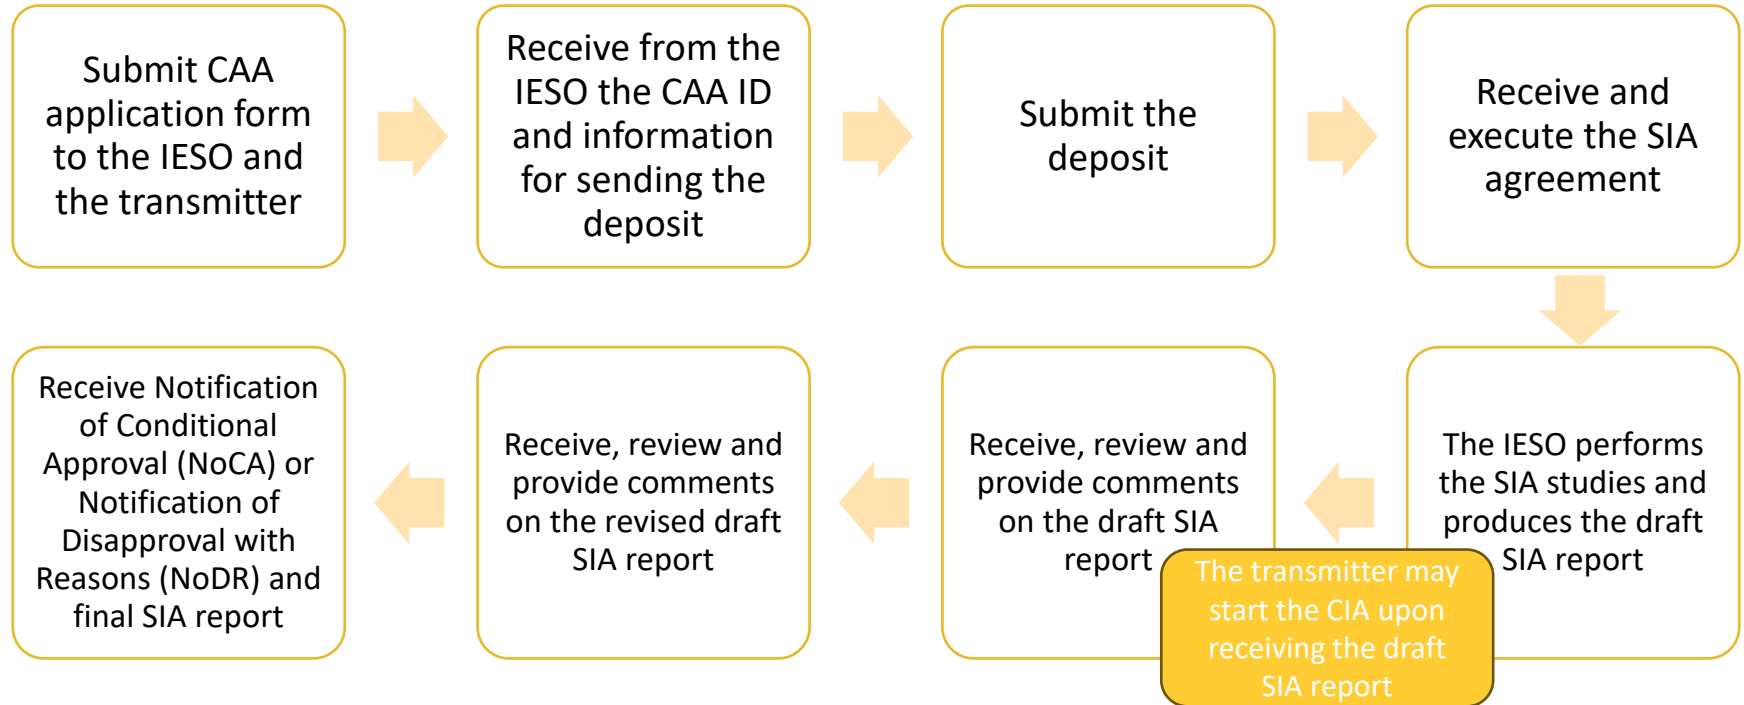 Submit CAA
application form
to the IESO and
the transmitter
Receive from the
IESO the CAA ID
and information
for sending the
deposit
Submit the
deposit
Receive and
execute the SIA
agreement
The IESO performs
the SIA studies and
produces the draft
SIA report
The transmitter may
start the CIA upon
receiving the draft
SIA report
Receive, review and
provide comments
on the draft SIA
report
Receive, review and
provide comments
on the revised draft
SIA report
Receive Notification
of Conditional
Approval (NoCA) or
Notification of
Disapproval with
Reasons (NoDR) and
final SIA report